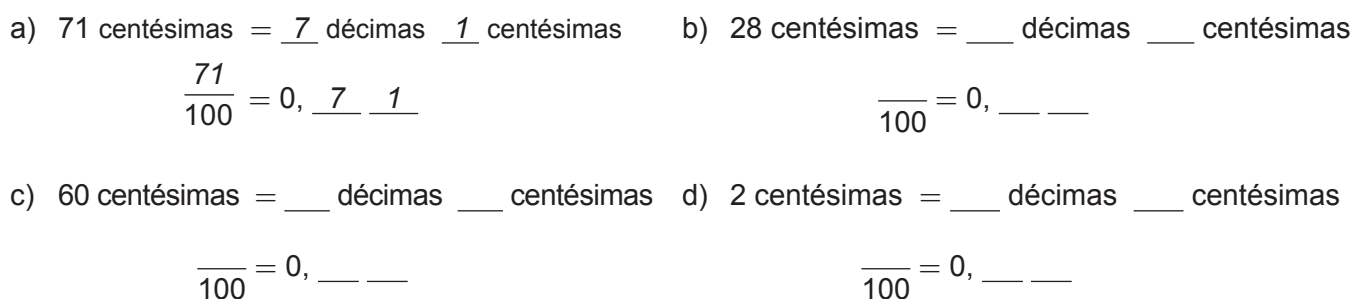 a) 71 centésimas = 7 décimas 1 centésimas
71/100 = 0, 7 1
b) 28 centésimas = ___ décimas ___ centésimas
___/100 = 0, ___ ___
c) 60 centésimas = ___ décimas ___ centésimas
___/100 = 0, ___ ___
d) 2 centésimas = ___ décimas ___ centésimas
___/100 = 0, ___ ___